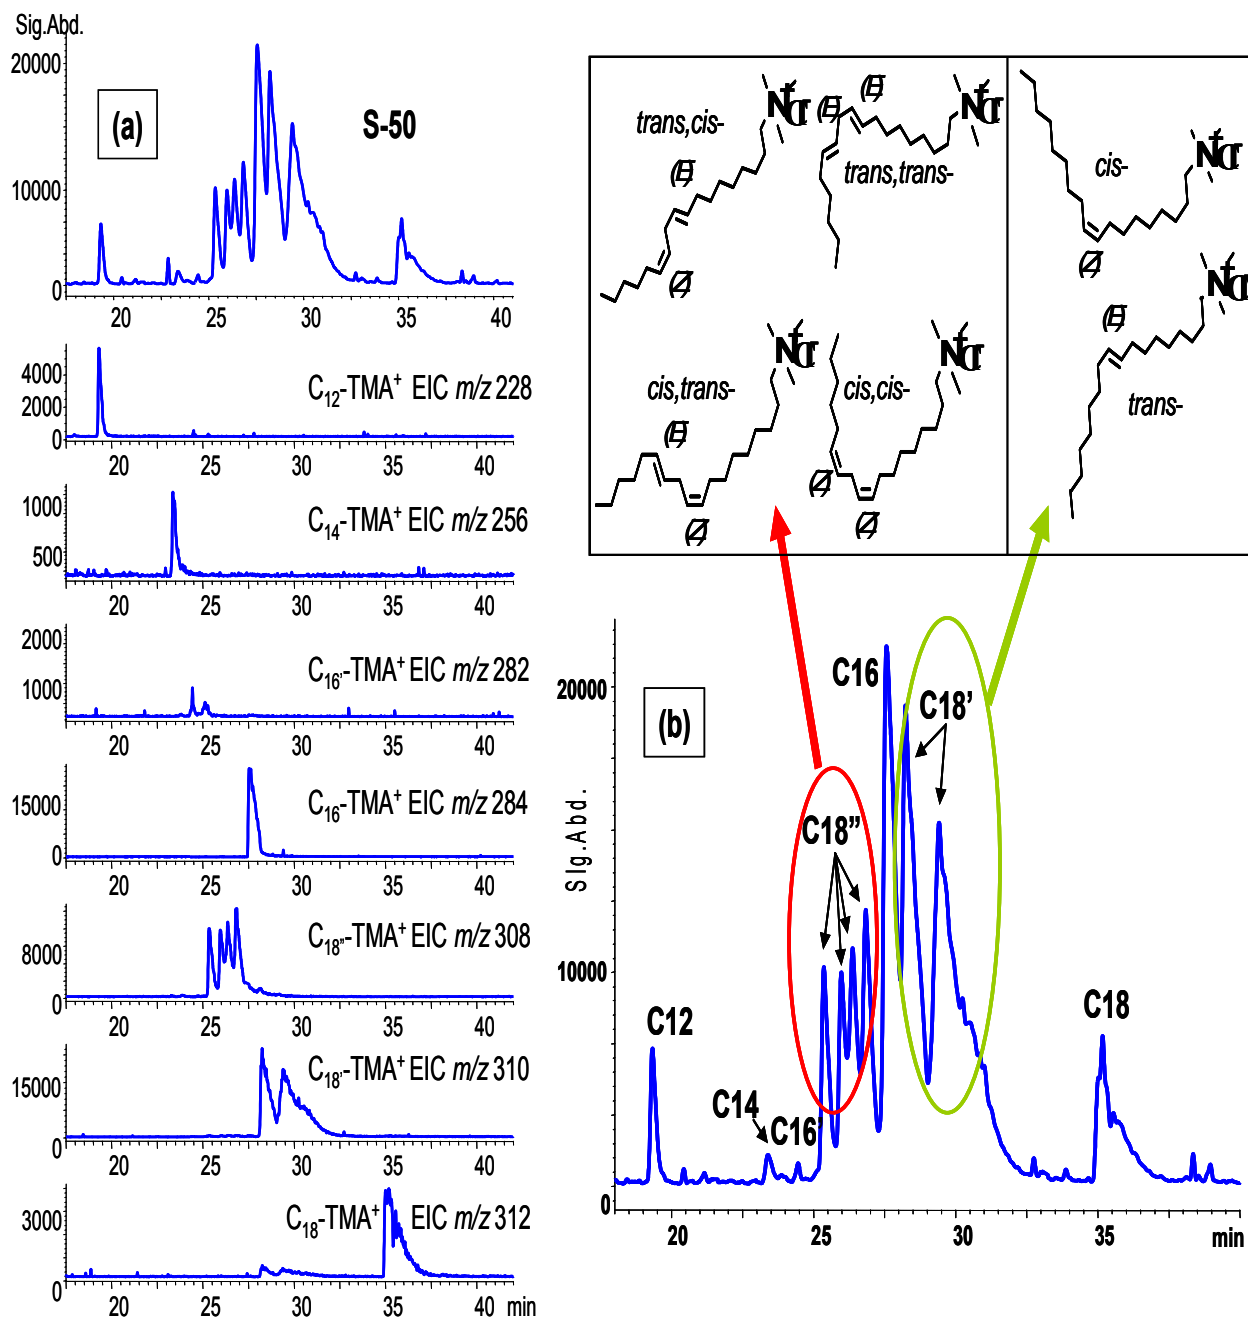 Sig.Abd.
20000
(a)
S-50
10000
0
20 25 30 35 40
4000
C12-TMA+ EIC m/z 228
2000
0
20 25 30 35 40
1000
C14-TMA+ EIC m/z 256
500
20 25 30 35 40
2000
C16'-TMA+ EIC m/z 282
1000
20 25 30 35 40
C16-TMA+ EIC m/z 284
15000
0
20 25 30 35 40
C18''-TMA+ EIC m/z 308
8000
0
20 25 30 35 40
C18'-TMA+ EIC m/z 310
15000
0
20 25 30 35 40
C18-TMA+ EIC m/z 312
3000
0
20 25 30 35 40 min
trans,cis-
(E)
(Z)
N+Cl-
(E) (E)
trans,trans-
N+Cl-
cis,trans-
(E)
(Z)
N+Cl-
cis,cis-
(Z)
(Z)
N+Cl-
cis-
(Z)
N+Cl-
(E)
trans-
N+Cl-
(b)
SIg.Abd.
20000
10000
0
C12
C14
C16'
C18”
C16
C18’
C18
20 25 30 35 min